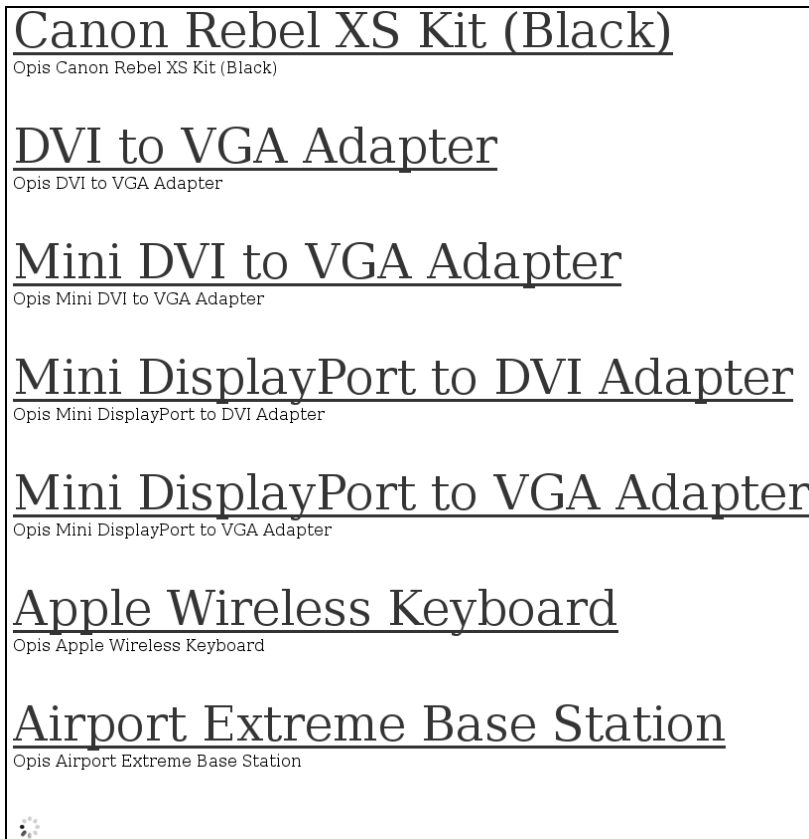 Canon Rebel XS Kit (Black)
Opis Canon Rebel XS Kit (Black)
DVI to VGA Adapter
Opis DVI to VGA Adapter
Mini DVI to VGA Adapter
Opis Mini DVI to VGA Adapter
Mini DisplayPort to DVI Adapter
Opis Mini DisplayPort to DVI Adapter
Mini DisplayPort to VGA Adapter
Opis Mini DisplayPort to VGA Adapter
Apple Wireless Keyboard
Opis Apple Wireless Keyboard
Airport Extreme Base Station
Opis Airport Extreme Base Station